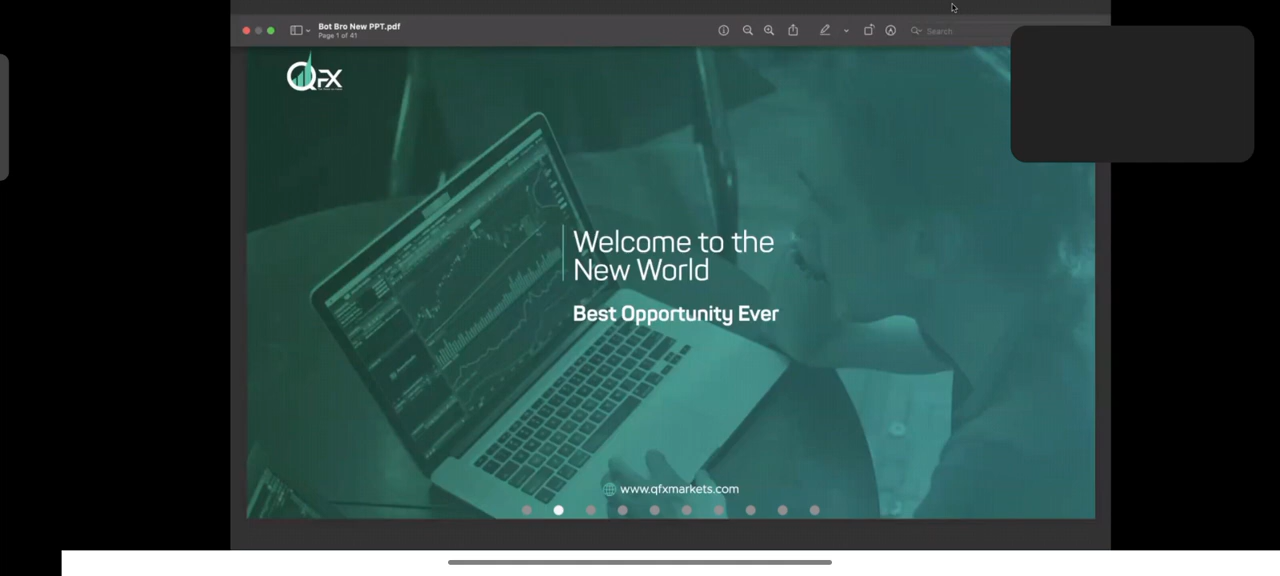 Bot Bro New PPT.pdf
Page 1 of 41
Search
QFX
Welcome to the
New World
Best Opportunity Ever
www.qfxmarkets.com